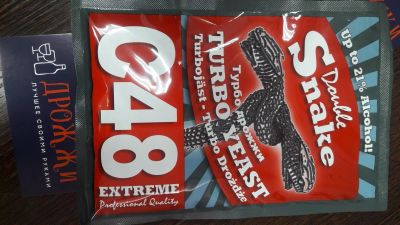 Double
Snake
Up to 21% Alcohol!
Турбо дрожжи
TURBO YEAST
Turbojäst - Turbo Drożdże
C48
EXTREME
Professional Quality
ДРОЖЖИ
ЛУЧШЕЕ СВОИМИ РУКАМИ